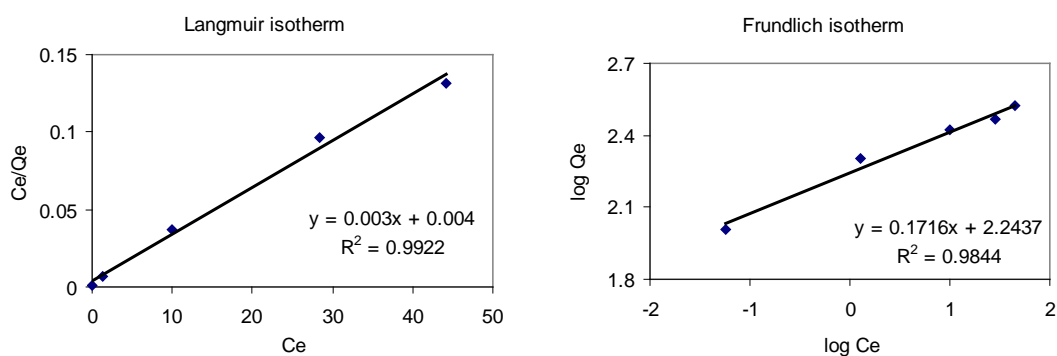 Langmuir isotherm
0.15
0.1
0.05
0
Ce/Qe
y = 0.003x + 0.004
R² = 0.9922
0 10 20 30 40 50
Ce
Frundlich isotherm
2.7
2.4
2.1
1.8
log Qe
y = 0.1716x + 2.2437
R² = 0.9844
-2 -1 0 1 2
log Ce